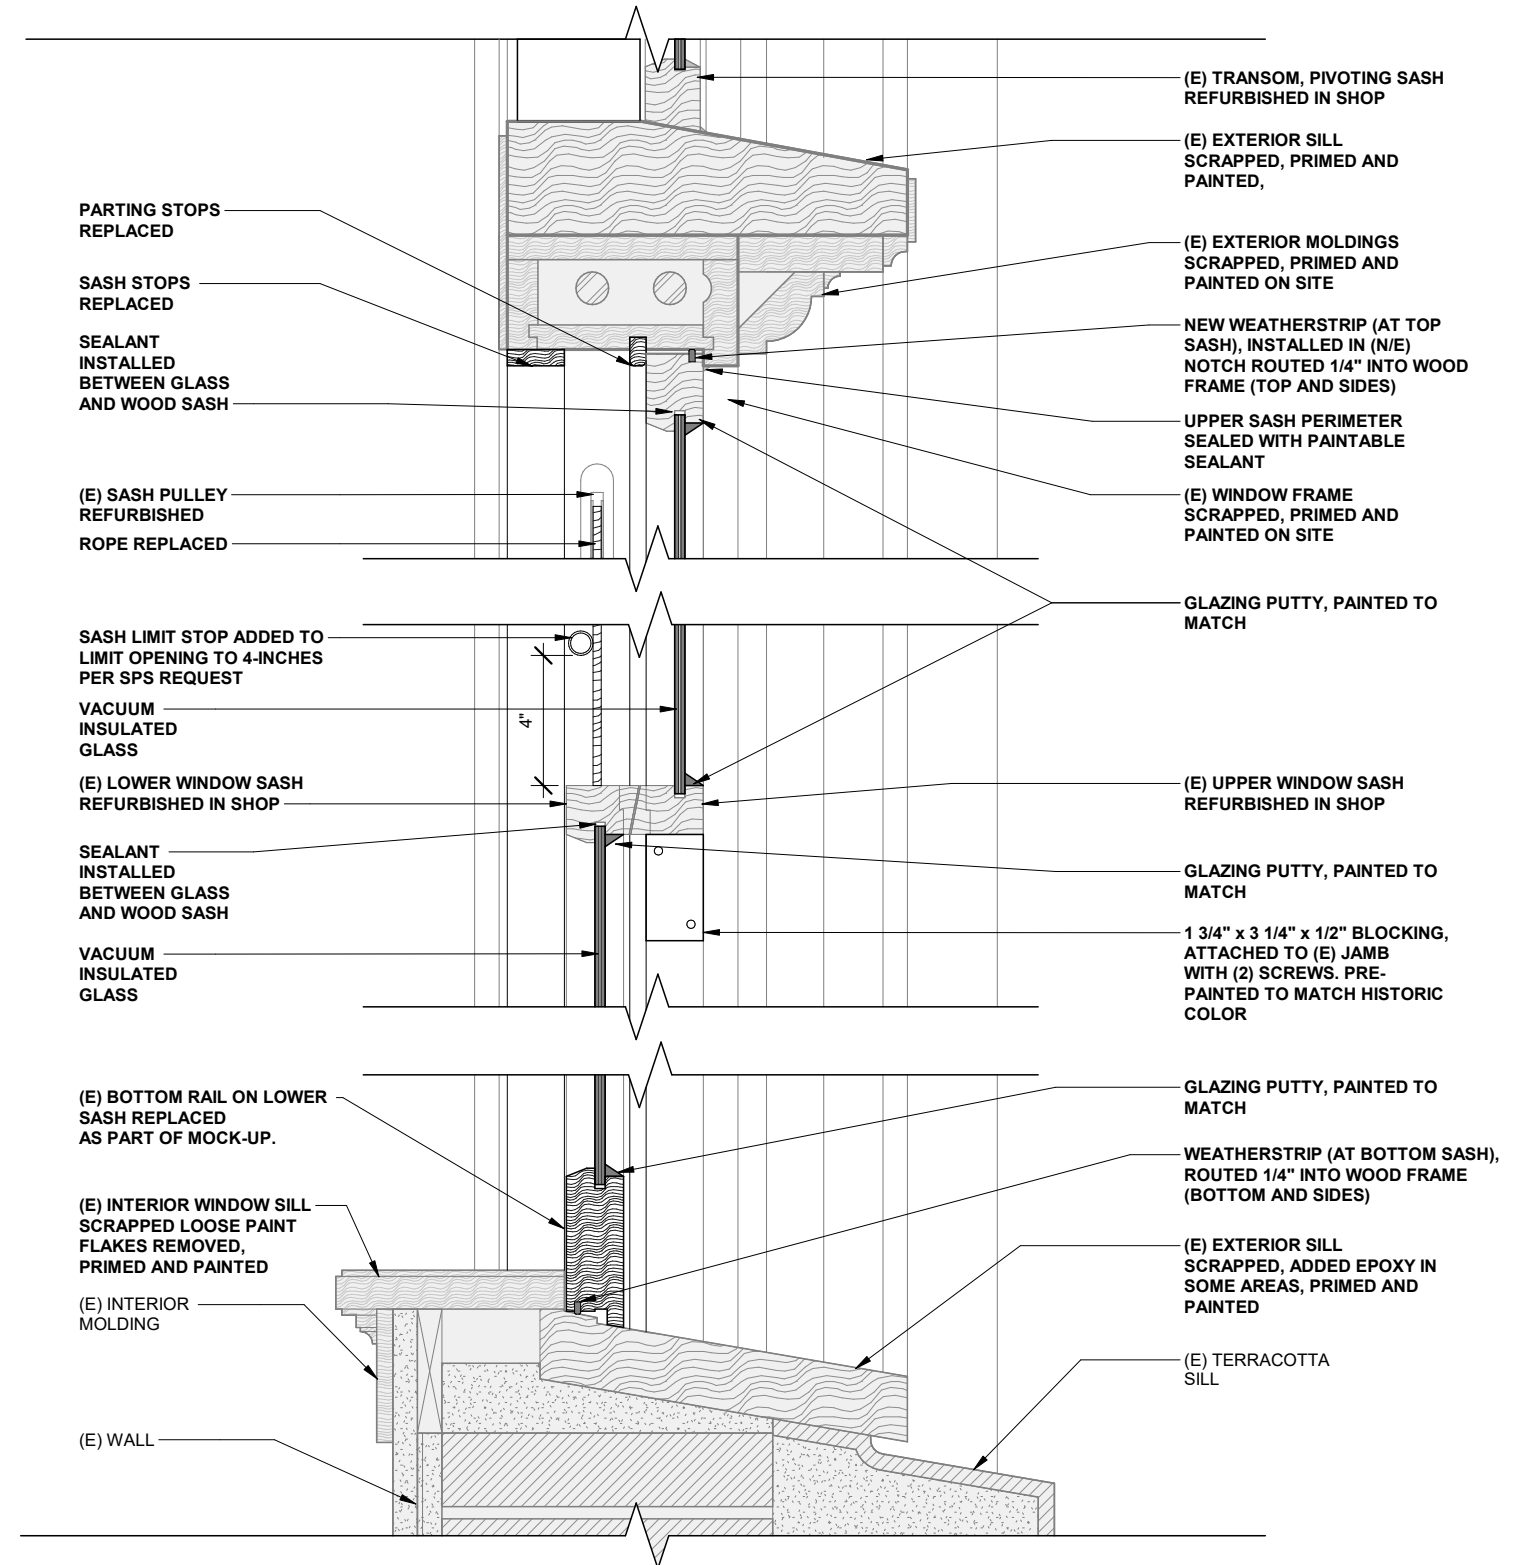 PARTING STOPS
REPLACED
SASH STOPS
REPLACED
SEALANT
INSTALLED
BETWEEN GLASS
AND WOOD SASH
(E) SASH PULLEY
REFURBISHED
ROPE REPLACED
SASH LIMIT STOP ADDED TO
LIMIT OPENING TO 4-INCHES
PER SPS REQUEST
4"
VACUUM
INSULATED
GLASS
(E) LOWER WINDOW SASH
REFURBISHED IN SHOP
SEALANT
INSTALLED
BETWEEN GLASS
AND WOOD SASH
VACUUM
INSULATED
GLASS
(E) BOTTOM RAIL ON LOWER
SASH REPLACED
AS PART OF MOCK-UP.
(E) INTERIOR WINDOW SILL
SCRAPPED LOOSE PAINT
FLAKES REMOVED,
PRIMED AND PAINTED
(E) INTERIOR
MOLDING
(E) WALL
(E) TRANSOM, PIVOTING SASH
REFURBISHED IN SHOP
(E) EXTERIOR SILL
SCRAPPED, PRIMED AND
PAINTED,
(E) EXTERIOR MOLDINGS
SCRAPPED, PRIMED AND
PAINTED ON SITE
NEW WEATHERSTRIP (AT TOP
SASH), INSTALLED IN (N/E)
NOTCH ROUTED 1/4" INTO WOOD
FRAME (TOP AND SIDES)
UPPER SASH PERIMETER
SEALED WITH PAINTABLE
SEALANT
(E) WINDOW FRAME
SCRAPPED, PRIMED AND
PAINTED ON SITE
GLAZING PUTTY, PAINTED TO
MATCH
(E) UPPER WINDOW SASH
REFURBISHED IN SHOP
GLAZING PUTTY, PAINTED TO
MATCH
1 3/4" x 3 1/4" x 1/2" BLOCKING,
ATTACHED TO (E) JAMB
WITH (2) SCREWS. PRE-
PAINTED TO MATCH HISTORIC
COLOR
GLAZING PUTTY, PAINTED TO
MATCH
WEATHERSTRIP (AT BOTTOM SASH),
ROUTED 1/4" INTO WOOD FRAME
(BOTTOM AND SIDES)
(E) EXTERIOR SILL
SCRAPPED, ADDED EPOXY IN
SOME AREAS, PRIMED AND
PAINTED
(E) TERRACOTTA
SILL